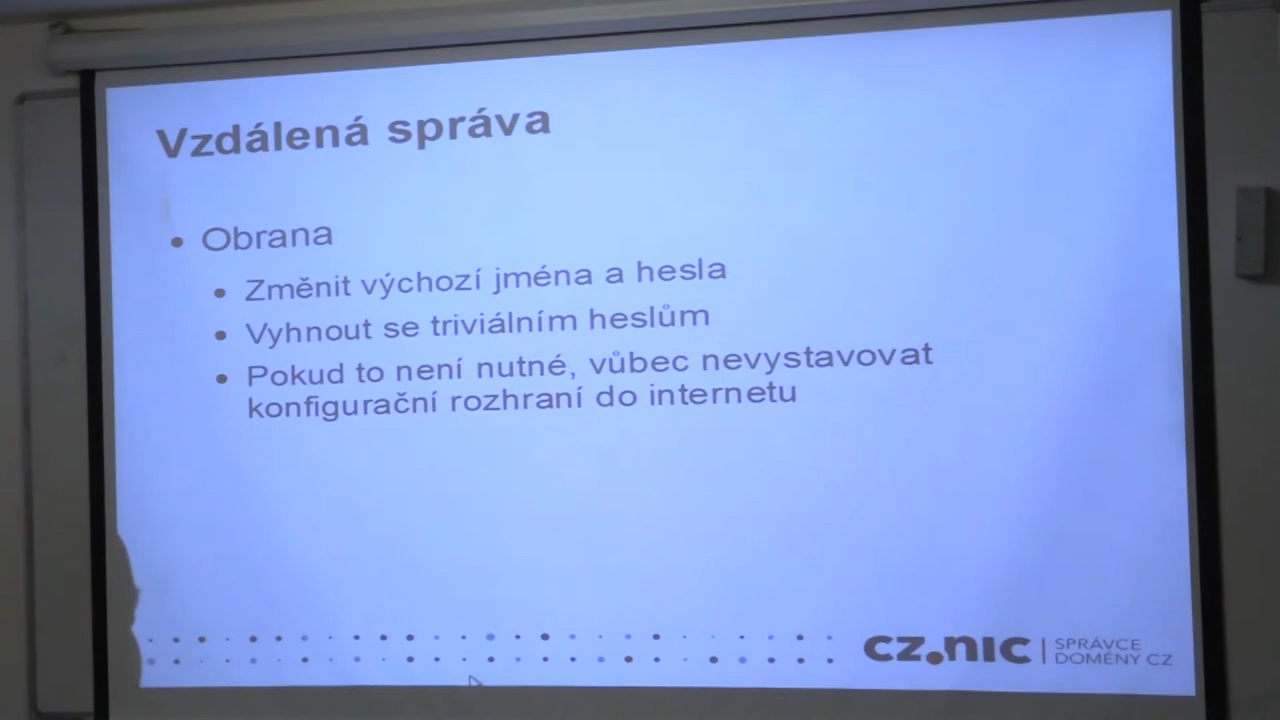 Vzdálená správa
• Obrana
• Změnit výchozí jména a hesla
• Vyhnout se triviálním heslům
• Pokud to není nutné, vůbec nevystavovat
konfigurační rozhraní do internetu
cz.nic | SPRÁVCE
DOMÉNY CZ